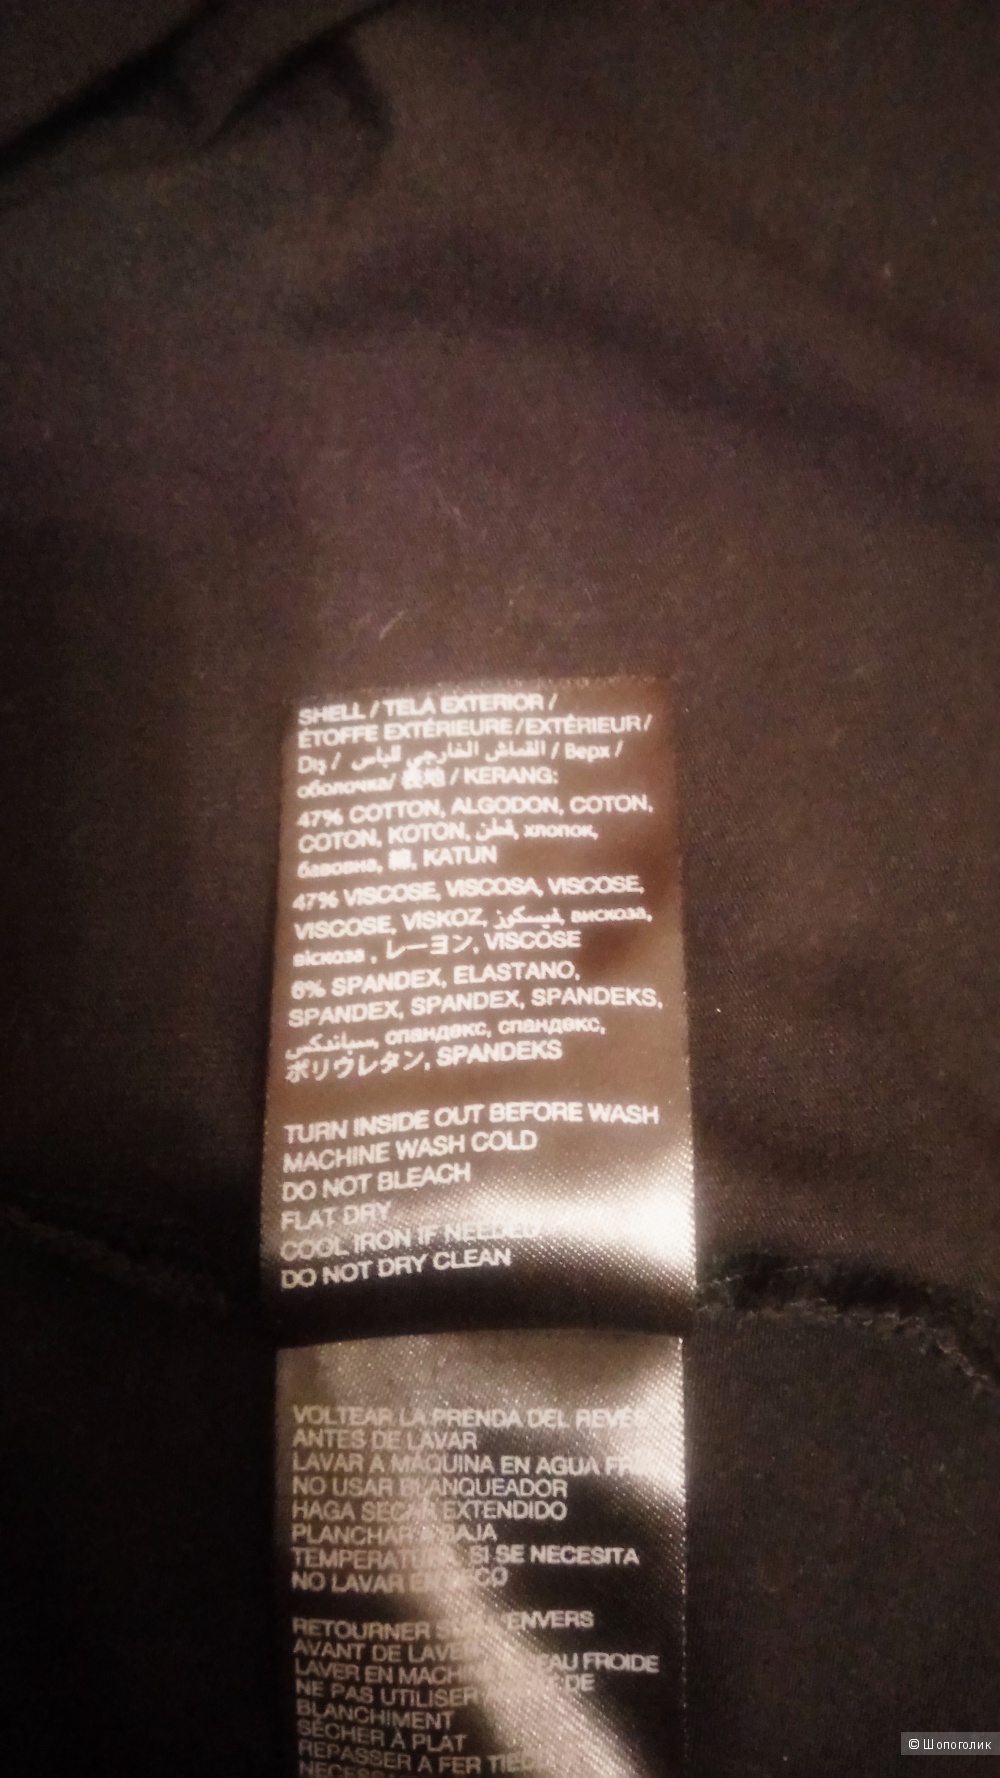 SHELL / TELA EXTERIOR /
ÉTOFFE EXTÉRIEURE / EXTÉRIEUR /
Dış / القماش الخارجي للباس / Верх /
оболочка/ 表地 / KERANG:
47% COTTON, ALGODON, COTON,
COTON, KOTON, قطن, хлопок,
бавовна, 綿, KATUN
47% VISCOSE, VISCOSA, VISCOSE,
VISCOSE, VISKOZ, فيسكوز, вискоза,
віскоза , レーヨン, VISCOSE
6% SPANDEX, ELASTANO,
SPANDEX, SPANDEX, SPANDEKS,
سباندكس, спандекс, спандекс,
ポリウレタン, SPANDEKS
TURN INSIDE OUT BEFORE WASH
MACHINE WASH COLD
DO NOT BLEACH
FLAT DRY
COOL IRON IF NEEDED
DO NOT DRY CLEAN
VOLTEAR LA PRENDA DEL REVES
ANTES DE LAVAR
LAVAR A MAQUINA EN AGUA
NO USAR BLANQUEADOR
HAGA SECAR EXTENDIDO
PLANCHAR BAJA
TEMPERATURA SI SE NECESITA
NO LAVAR EN SECO
RETOURNER L'ENVERS
AVANT DE LAVER
LAVER EN MACHINE EAU FROIDE
NE PAS UTILISER DE
BLANCHIMENT
SÉCHER À PLAT
REPASSER À FER
© Шопоголик